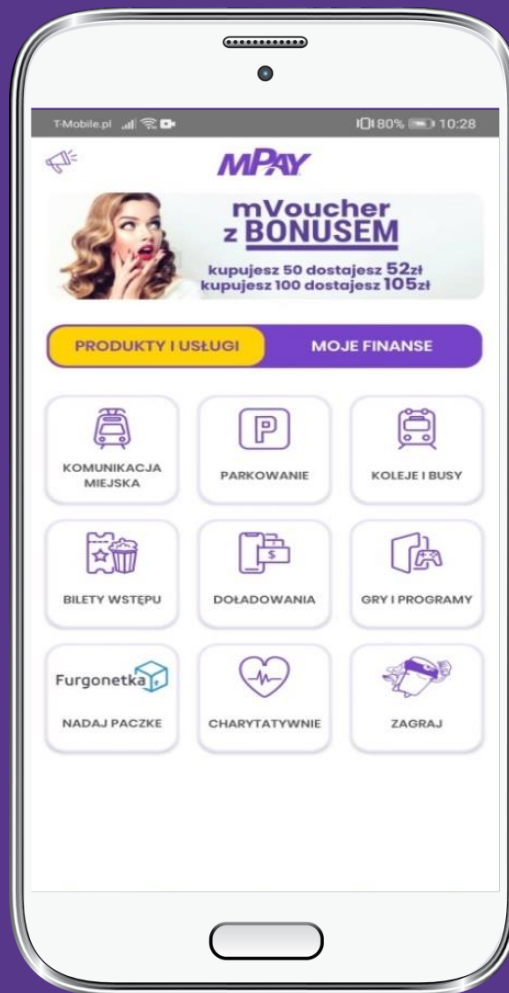 T-Mobile.pl
80% 10:28
MPAY
mVoucher
z BONUSEM
kupujesz 50 dostajesz 52zł
kupujesz 100 dostajesz 105zł
PRODUKTY I USŁUGI MOJE FINANSE
KOMUNIKACJA
MIEJSKA
PARKOWANIE
KOLEJE I BUSY
BILETY WSTĘPU
DOŁADOWANIA
GRY I PROGRAMY
Furgonetka
NADAJ PACZKE
CHARYTATYWNIE
ZAGRAJ